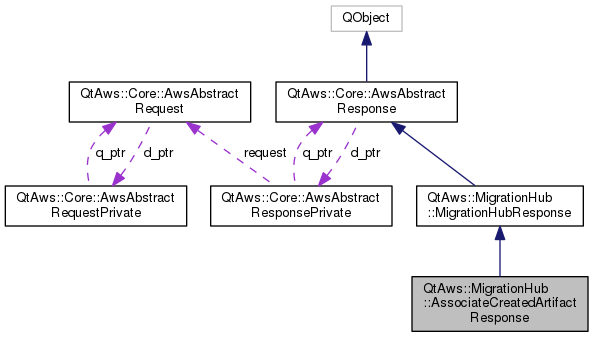 QObject
QtAws::Core::AwsAbstract
Request
QtAws::Core::AwsAbstract
Response
q_ptr
d_ptr
request
q_ptr
d_ptr
QtAws::Core::AwsAbstract
RequestPrivate
QtAws::Core::AwsAbstract
ResponsePrivate
QtAws::MigrationHub
::MigrationHubResponse
QtAws::MigrationHub
::AssociateCreatedArtifact
Response